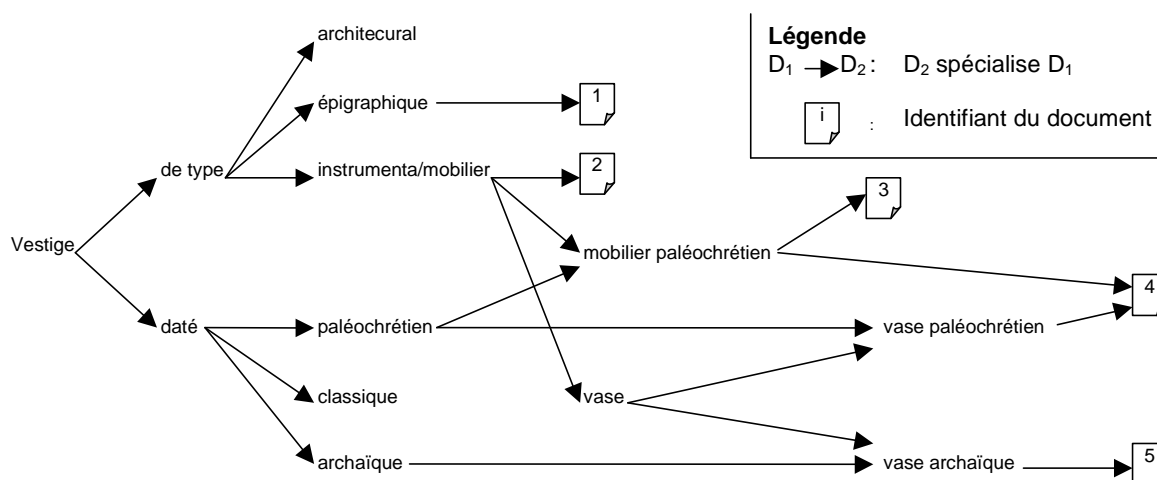 architecural
Légende
D1 → D2 : D2 spécialise D1
i : Identifiant du document
épigraphique
1
de type
instrumenta/mobilier
2
3
Vestige
mobilier paléochrétien
4
daté
paléochrétien
vase paléochrétien
classique
vase
archaïque
vase archaïque
5